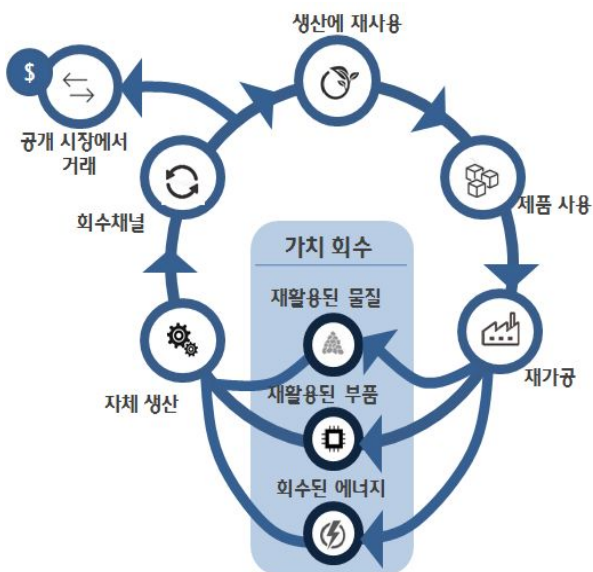 생산에 재사용
$
공개 시장에서
거래
회수채널
제품 사용
가치 회수
재활용된 물질
재가공
자체 생산
재활용된 부품
회수된 에너지